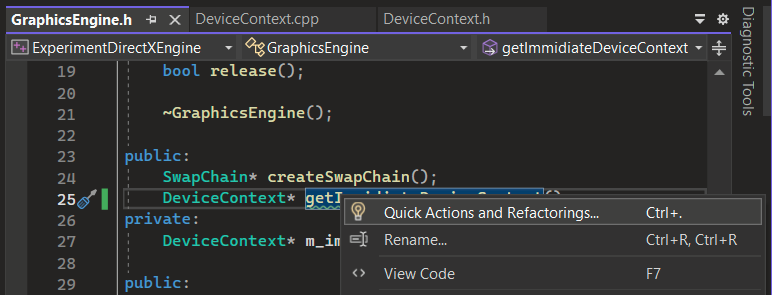 GraphicsEngine.h DeviceContext.cpp DeviceContext.h
ExperimentDirectXEngine GraphicsEngine getImmidiateDeviceContext
19 bool release();
20
21 ~GraphicsEngine();
22
23 public:
24 SwapChain* createSwapChain();
25 DeviceContext*
26 private:
27 DeviceContext*
28
29 public:
Quick Actions and Refactorings... Ctrl+.
Rename... Ctrl+R, Ctrl+R
View Code F7
Diagnostic Tools